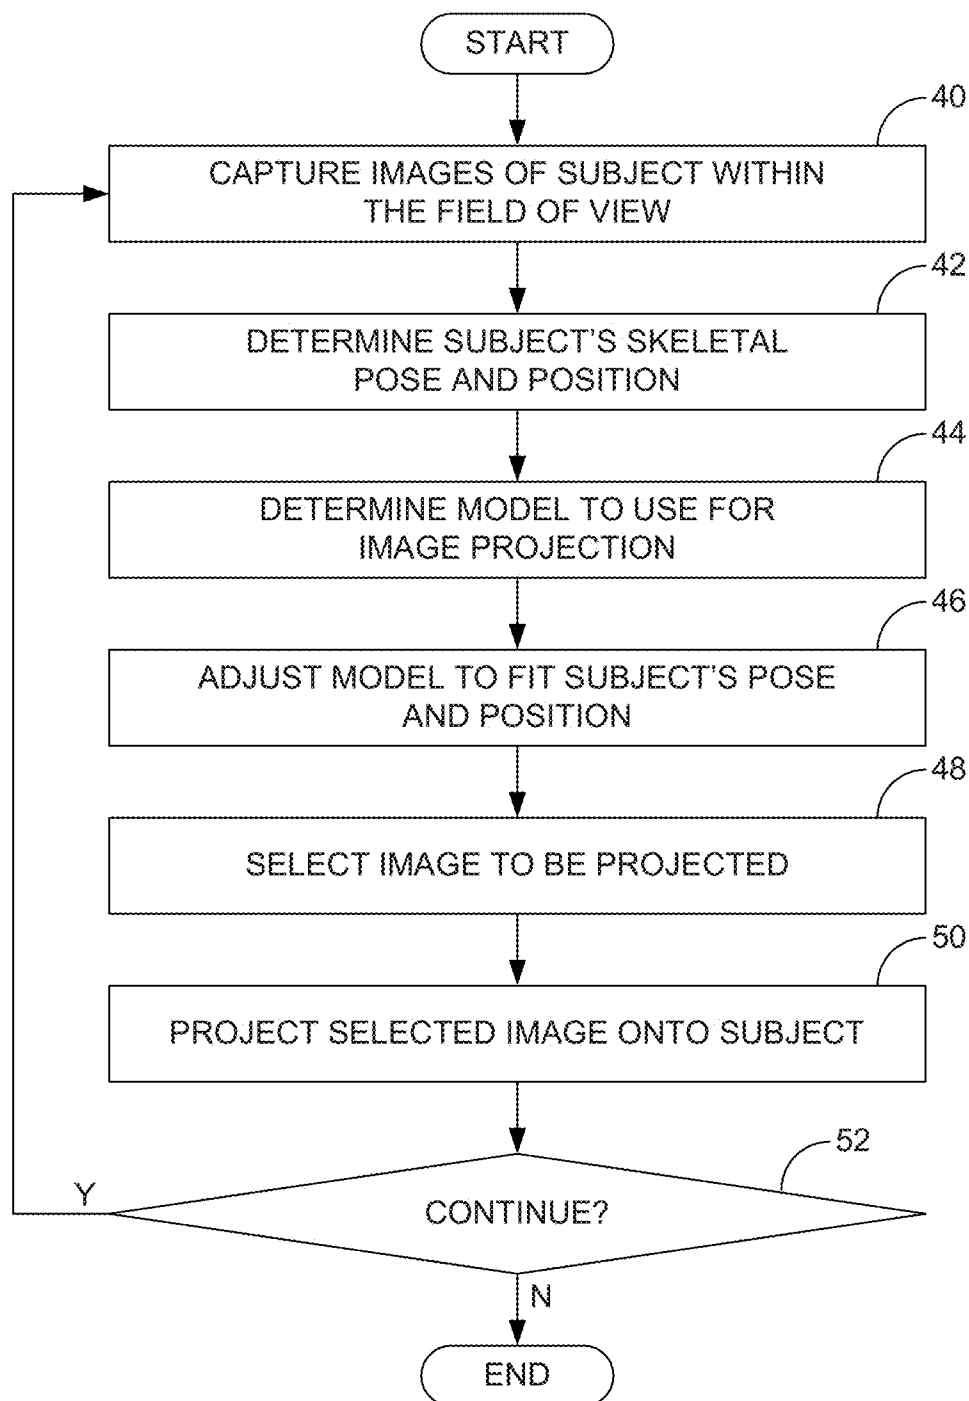 START
40
CAPTURE IMAGES OF SUBJECT WITHIN
THE FIELD OF VIEW
42
DETERMINE SUBJECT'S SKELETAL
POSE AND POSITION
44
DETERMINE MODEL TO USE FOR
IMAGE PROJECTION
46
ADJUST MODEL TO FIT SUBJECT'S POSE
AND POSITION
48
SELECT IMAGE TO BE PROJECTED
50
PROJECT SELECTED IMAGE ONTO SUBJECT
52
Y
CONTINUE?
N
END